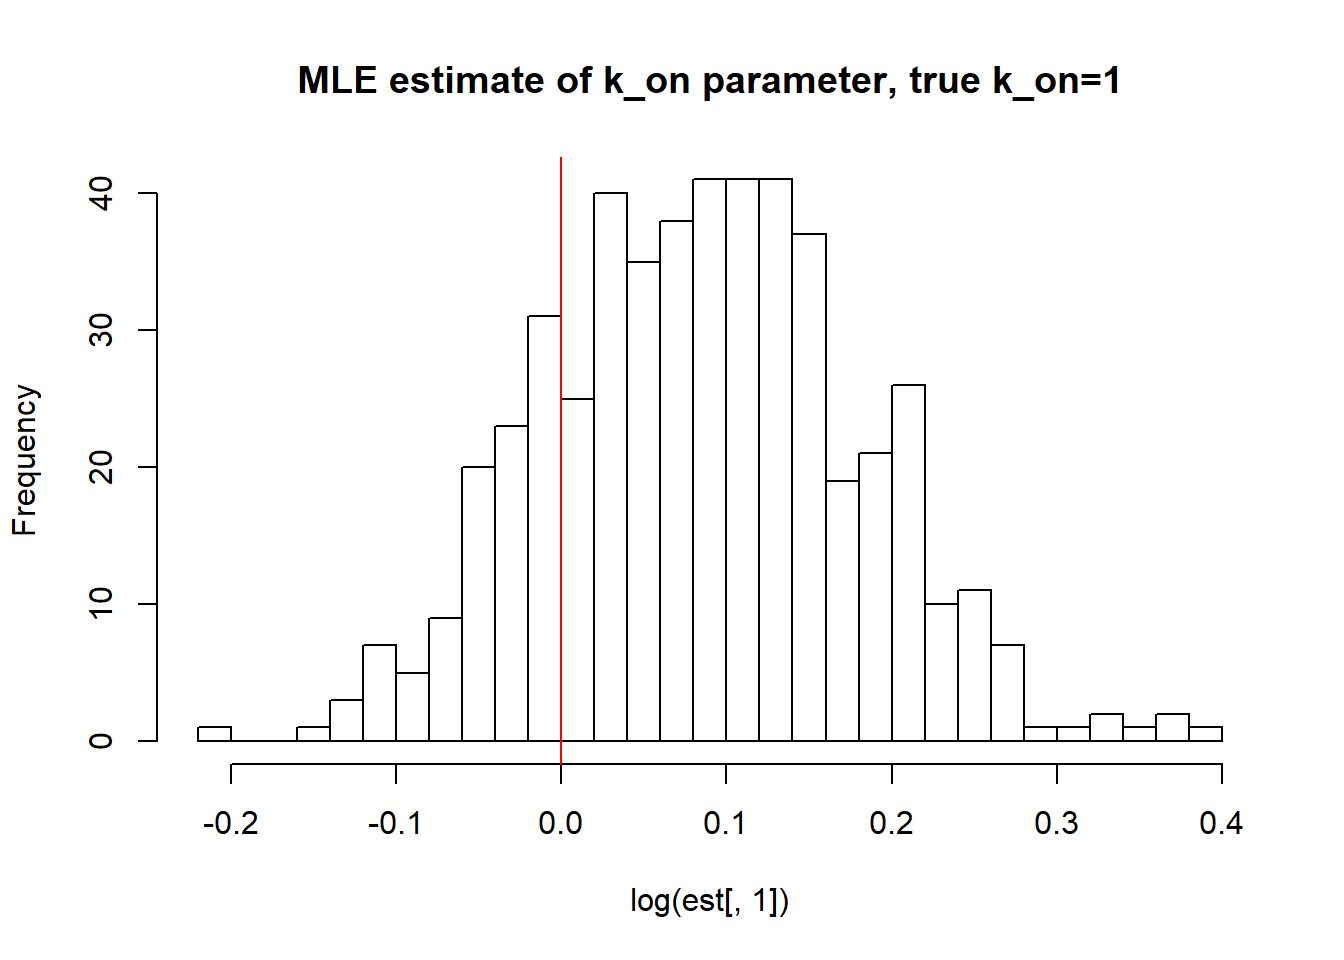 MLE estimate of k_on parameter, true k_on=1
40
30
20
10
0
Frequency
-0.2 -0.1 0.0 0.1 0.2 0.3 0.4
log(est[, 1])